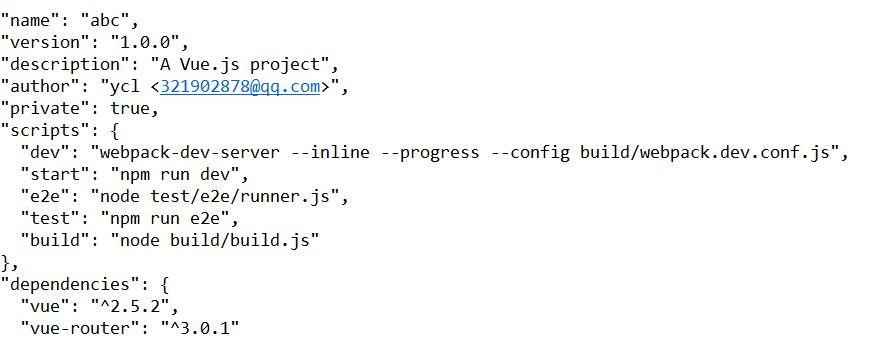 "name": "abc",
"version": "1.0.0",
"description": "A Vue.js project",
"author": "ycl <321902878@qq.com>",
"private": true,
"scripts": {
  "dev": "webpack-dev-server --inline --progress --config build/webpack.dev.conf.js",
  "start": "npm run dev",
  "e2e": "node test/e2e/runner.js",
  "test": "npm run e2e",
  "build": "node build/build.js"
},
"dependencies": {
  "vue": "^2.5.2",
  "vue-router": "^3.0.1"